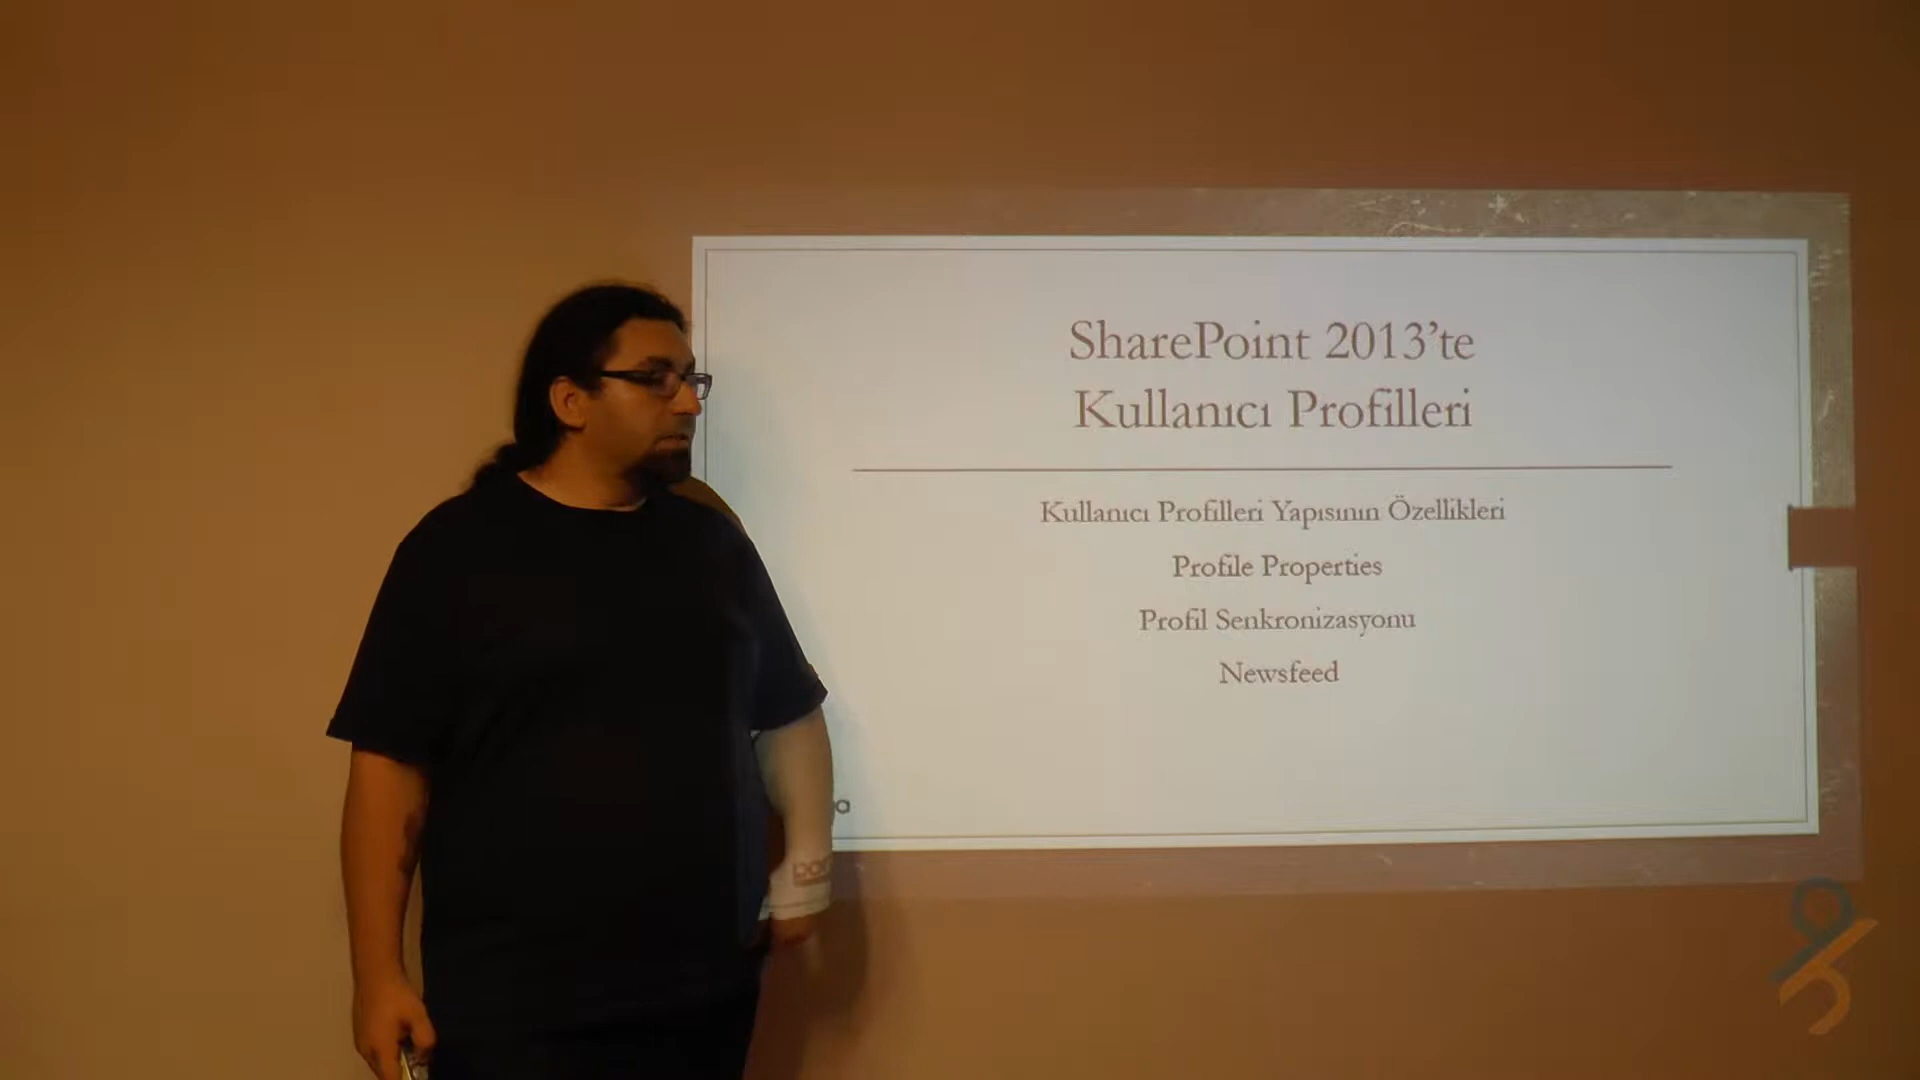 SharePoint 2013’te
Kullanıcı Profilleri
Kullanıcı Profilleri Yapısının Özellikleri
Profile Properties
Profil Senkronizasyonu
Newsfeed